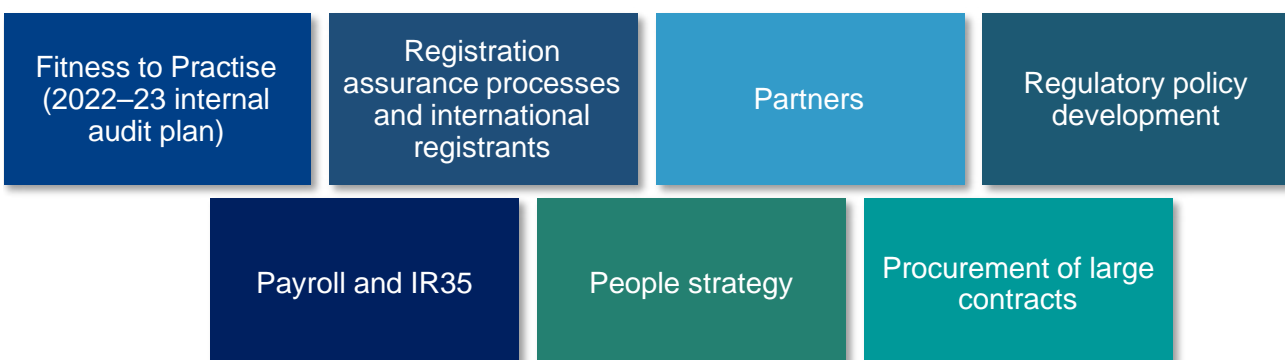 Fitness to Practise
(2022–23 internal
audit plan)
Registration
assurance processes
and international
registrants
Partners
Regulatory policy
development
Payroll and IR35
People strategy
Procurement of large
contracts